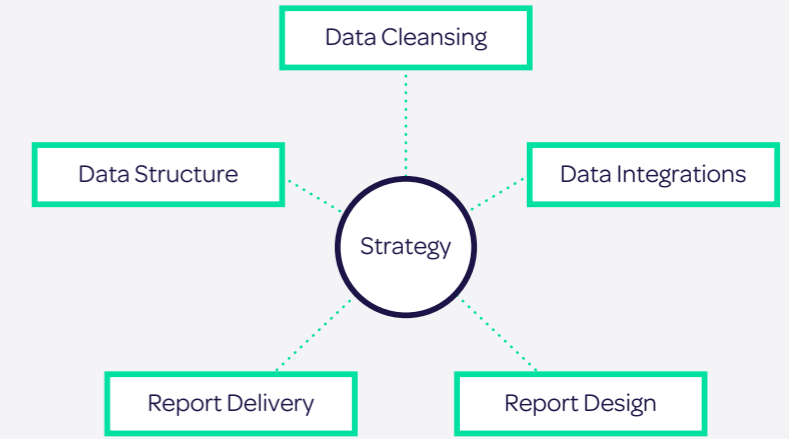 Data Cleansing
Data Structure
Data Integrations
Strategy
Report Delivery
Report Design